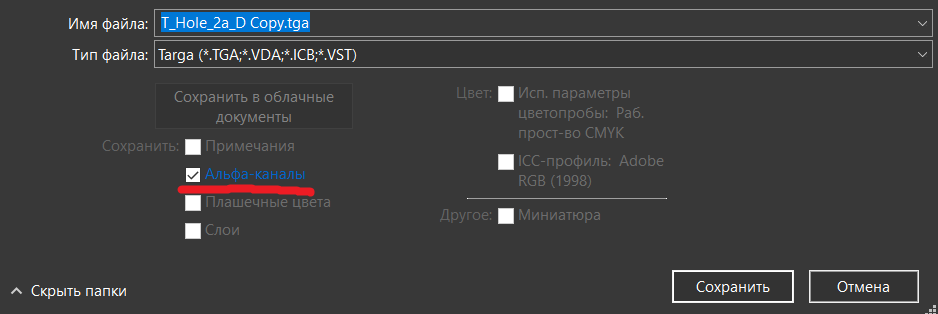 Имя файла: T_Hole_2a_D Copy.tga
Тип файла: Targa (*.TGA;*.VDA;*.ICB;*.VST)
Сохранить в облачные
документы
Сохранить: Примечания
Альфа-каналы
Плашечные цвета
Слои
Цвет: Исп. параметры
цветопробы: Раб.
прост-во CMYK
ICC-профиль: Adobe
RGB (1998)
Другое: Миниатюра
Скрыть папки
Сохранить
Отмена